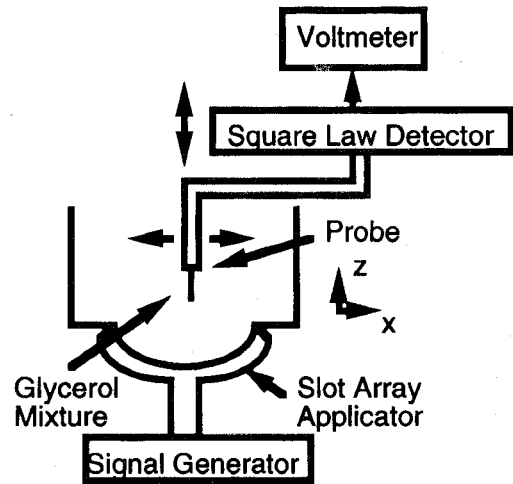 Voltmeter
Square Law Detector
Probe
z
x
Glycerol
Mixture
Slot Array
Applicator
Signal Generator